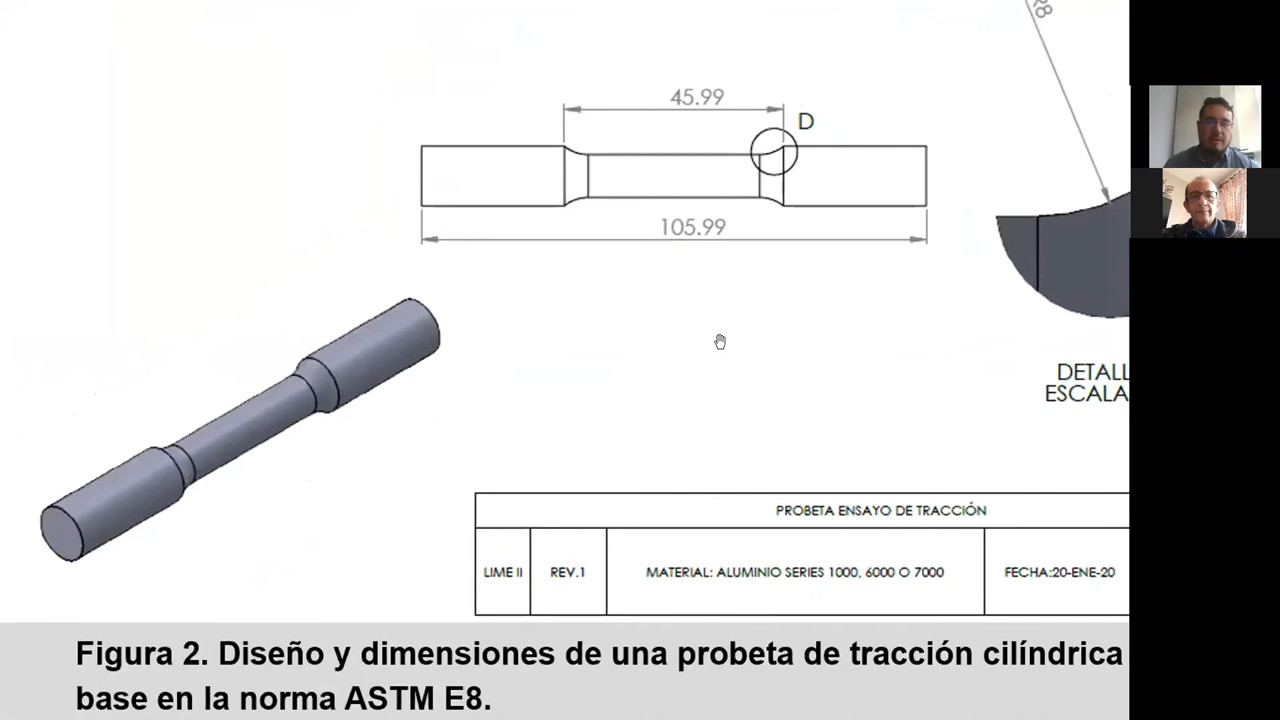 R8
45.99
D
105.99
DETALL
ESCALA
PROBETA ENSAYO DE TRACCIÓN
LIME II REV.1 MATERIAL: ALUMINIO SERIES 1000, 6000 O 7000 FECHA:20-ENE-20
Figura 2. Diseño y dimensiones de una probeta de tracción cilíndrica
base en la norma ASTM E8.